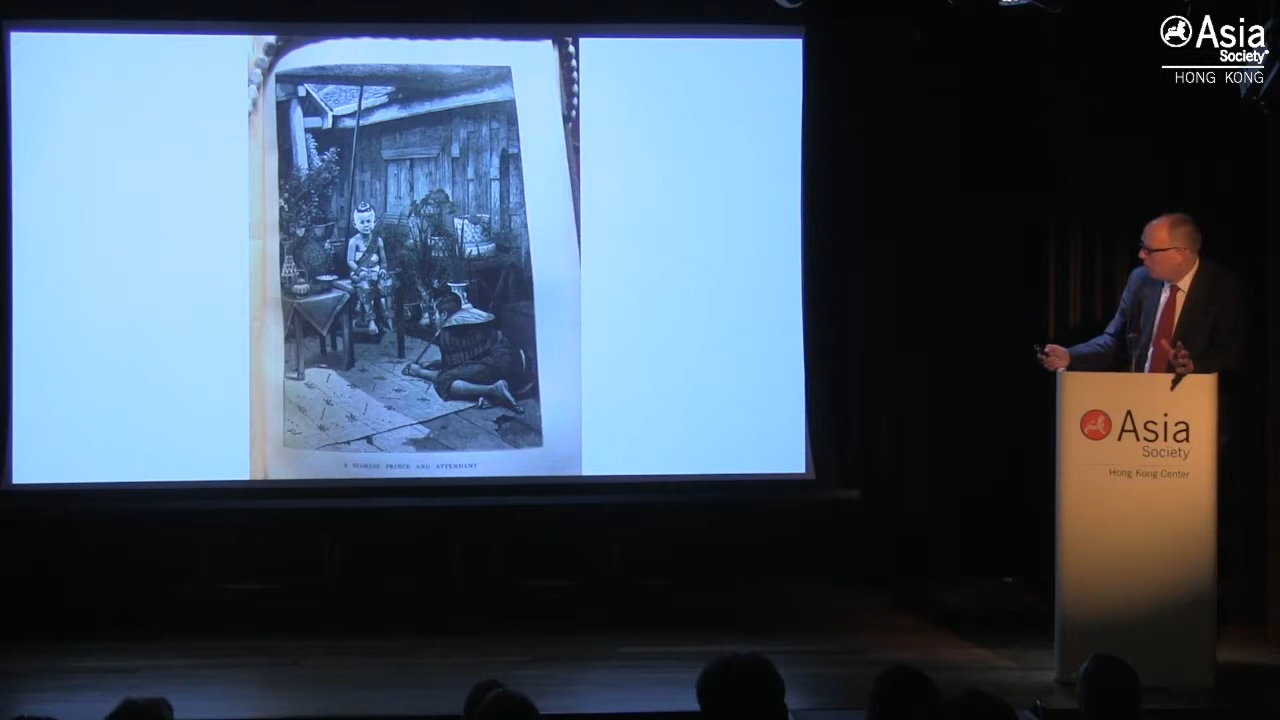 Asia
Society
HONG KONG
A SIAMESE PRINCE AND ATTENDANT
Asia
Society
Hong Kong Center